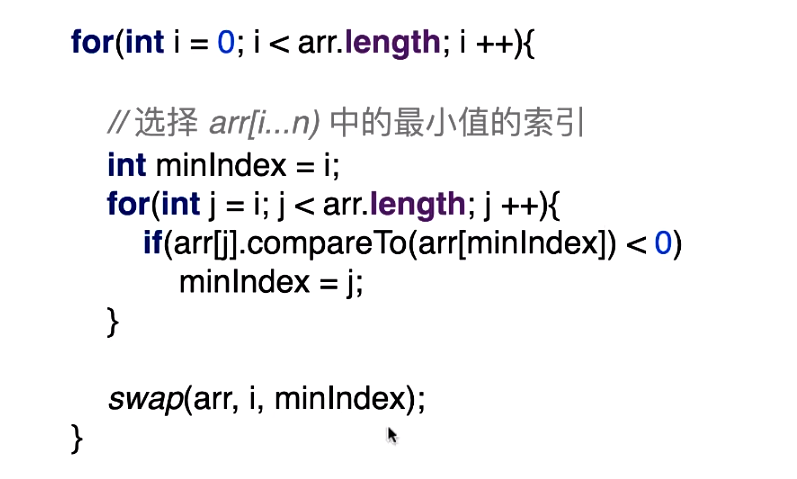 for(int i = 0; i < arr.length; i ++){
// 选择 arr[i...n) 中的最小值的索引
int minIndex = i;
for(int j = i; j < arr.length; j ++){
if(arr[j].compareTo(arr[minIndex]) < 0)
minIndex = j;
}
swap(arr, i, minIndex);
}